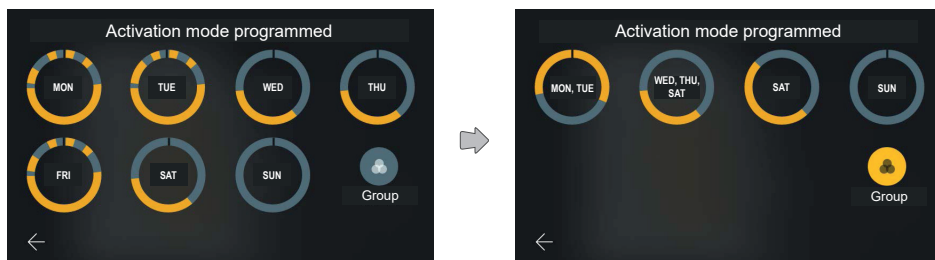 Activation mode programmed
MON
TUE
WED
THU
FRI
SAT
SUN
Group
Activation mode programmed
MON, TUE
WED, THU,
SAT
SAT
SUN
Group